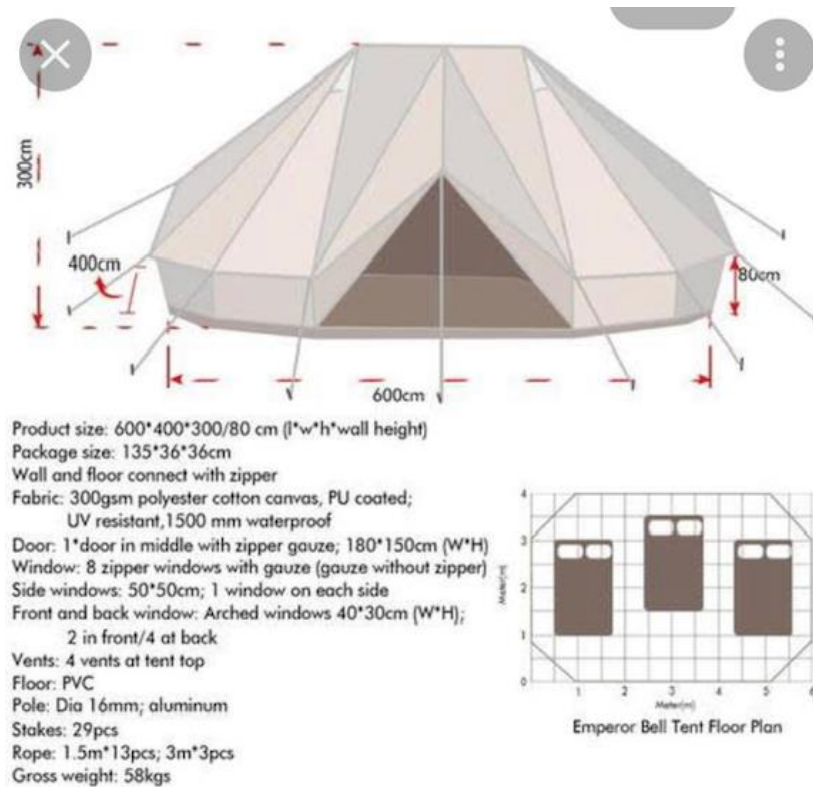 300cm
400cm
80cm
600cm
Product size: 600*400*300/80 cm (l*w*h*wall height)
Package size: 135*36*36cm
Wall and floor connect with zipper
Fabric: 300gsm polyester cotton canvas, PU coated;
UV resistant,1500 mm waterproof
Door: 1*door in middle with zipper gauze; 180*150cm (W*H)
Window: 8 zipper windows with gauze (gauze without zipper)
Side windows: 50*50cm; 1 window on each side
Front and back window: Arched windows 40*30cm (W*H);
2 in front/4 at back
Vents: 4 vents at tent top
Floor: PVC
Pole: Dia 16mm; aluminum
Stakes: 29pcs
Rope: 1.5m*13pcs; 3m*3pcs
Gross weight: 58kgs
4
3
2
1
0
Meter(m)
1 2 3 4 5 6
Meter(m)
Emperor Bell Tent Floor Plan